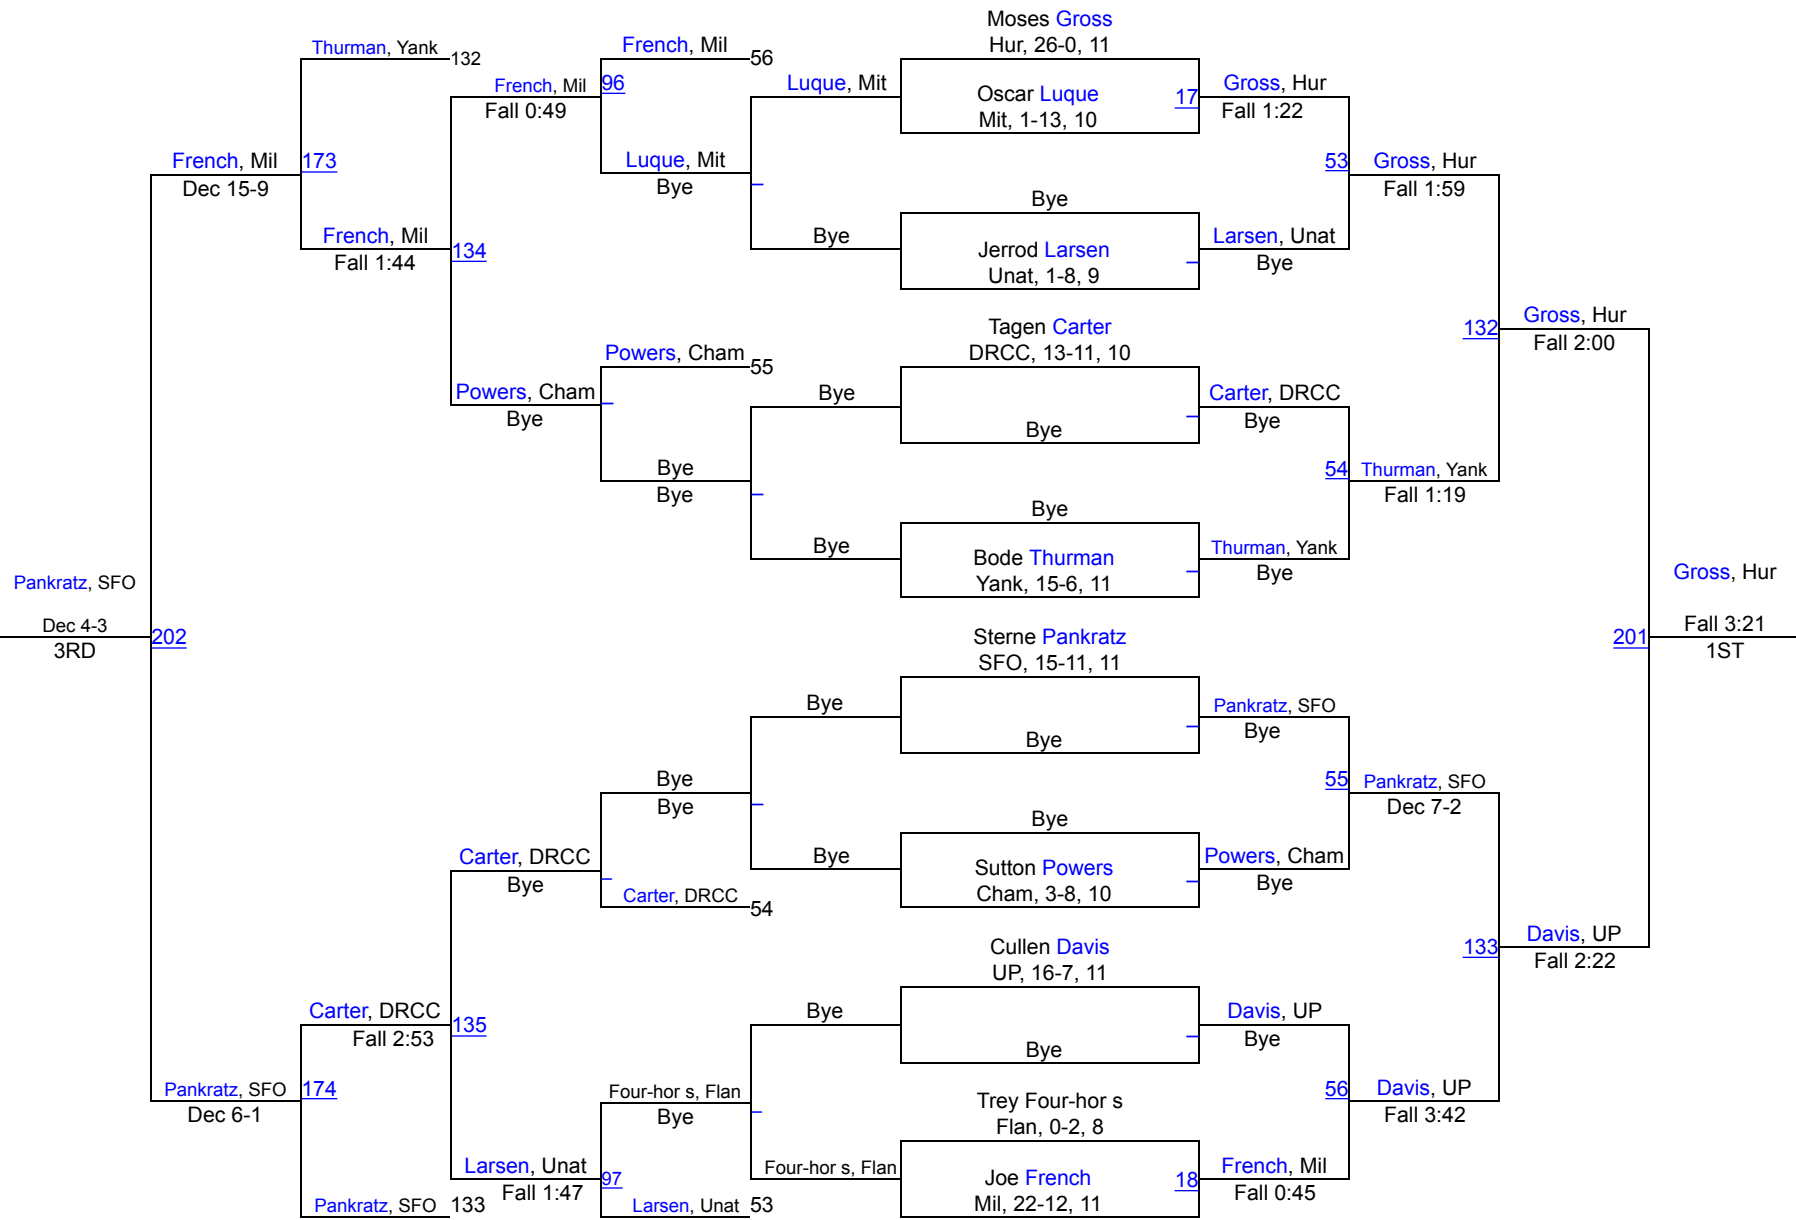 Moses Gross
Hur, 26-0, 11
Thurman, Yank
132
French, Mil
56
French, Mil
96
Fall 0:49
Luque, Mit
Oscar Luque
Mit, 1-13, 10
17
Gross, Hur
Fall 1:22
French, Mil
173
Dec 15-9
Luque, Mit
Bye
53
Gross, Hur
Fall 1:59
Bye
French, Mil
134
Fall 1:44
Bye
Jerrod Larsen
Unat, 1-8, 9
Larsen, Unat
Bye
Tagen Carter
DRCC, 13-11, 10
132
Gross, Hur
Fall 2:00
Powers, Cham
55
Powers, Cham
Bye
Bye
Bye
Carter, DRCC
Bye
Bye
Bye
54
Thurman, Yank
Fall 1:19
Bye
Bye
Bode Thurman
Yank, 15-6, 11
Thurman, Yank
Bye
Pankratz, SFO
Dec 4-3
3RD
202
Sterne Pankratz
SFO, 15-11, 11
Gross, Hur
201
Fall 3:21
1ST
Bye
Bye
Pankratz, SFO
Bye
Bye
Bye
55
Pankratz, SFO
Dec 7-2
Bye
Carter, DRCC
Bye
Bye
Sutton Powers
Cham, 3-8, 10
Powers, Cham
Bye
Carter, DRCC
54
Cullen Davis
UP, 16-7, 11
133
Davis, UP
Fall 2:22
Carter, DRCC
135
Fall 2:53
Bye
Bye
Davis, UP
Bye
Pankratz, SFO
174
Dec 6-1
Four-hor s, Flan
Bye
Trey Four-hor s
Flan, 0-2, 8
56
Davis, UP
Fall 3:42
Larsen, Unat
97
Fall 1:47
Four-hor s, Flan
Joe French
Mil, 22-12, 11
18
French, Mil
Fall 0:45
Pankratz, SFO
133
Larsen, Unat
53